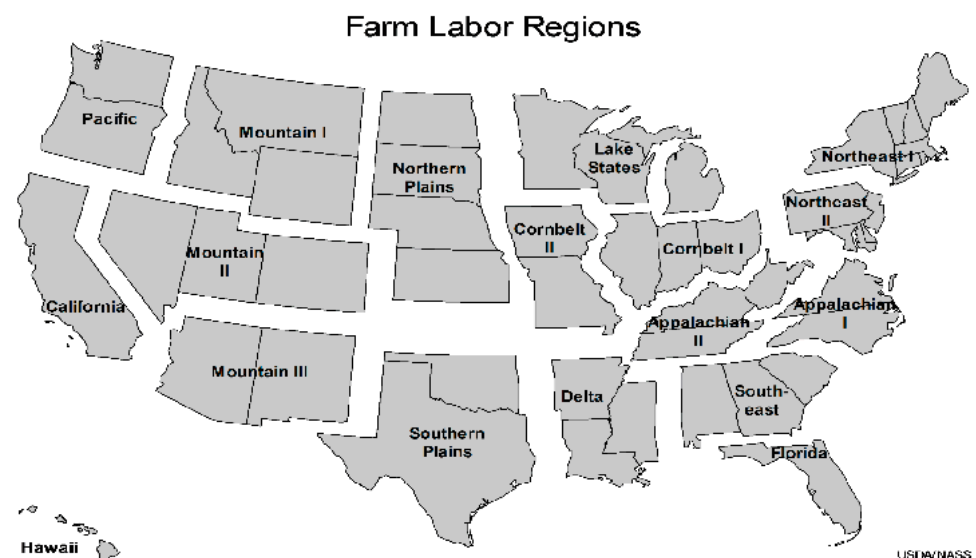 Farm Labor Regions
Pacific
Mountain I
Northern
Plains
Lake
States
Northeast I
Northeast
II
Cornbelt
II
Cornbelt I
Mountain
II
California
Appalachian
I
Appalachian
II
Mountain III
Delta
South-
east
Southern
Plains
Florida
Hawaii
USDA/NASS